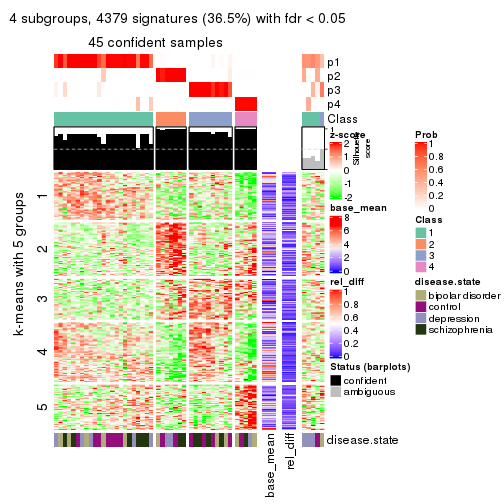 4 subgroups, 4379 signatures (36.5%) with fdr < 0.05
45 confident samples
p1
p2
p3
p4
Class
1
Silhouette
score
k-means with 5 groups
1
2
3
4
5
disease.state
base_mean
rel_diff
z-score
2
1
0
-1
-2
base_mean
8
6
4
2
0
rel_diff
1
0.8
0.6
0.4
0.2
0
Status (barplots)
confident
ambiguous
Prob
1
0.8
0.6
0.4
0.2
0
Class
1
2
3
4
disease.state
bipolar disorder
control
depression
schizophrenia